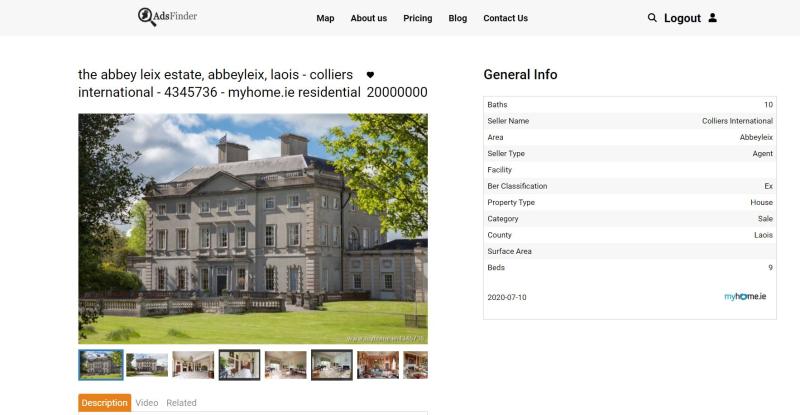 AdsFinder
Map About us Pricing Blog Contact Us
Logout
the abbey leix estate, abbeyleix, laois - colliers
international - 4345736 - myhome.ie residential 20000000
General Info
Baths 10
Seller Name Colliers International
Area Abbeyleix
Seller Type Agent
Facility
Ber Classification Ex
Property Type House
Category Sale
County Laois
Surface Area
Beds 9
2020-07-10 myhome.ie
Description Video Related